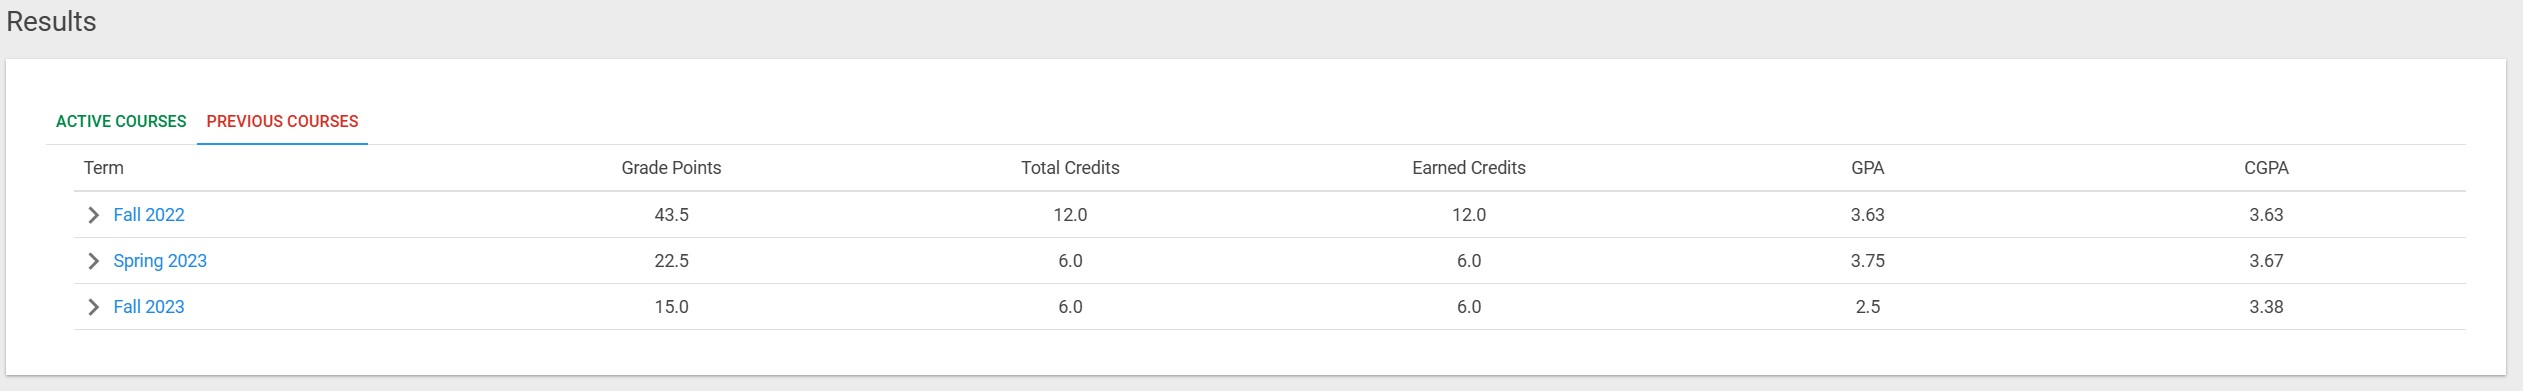 Results
ACTIVE COURSES PREVIOUS COURSES
Term Grade Points Total Credits Earned Credits GPA CGPA
Fall 2022 43.5 12.0 12.0 3.63 3.63
Spring 2023 22.5 6.0 6.0 3.75 3.67
Fall 2023 15.0 6.0 6.0 2.5 3.38